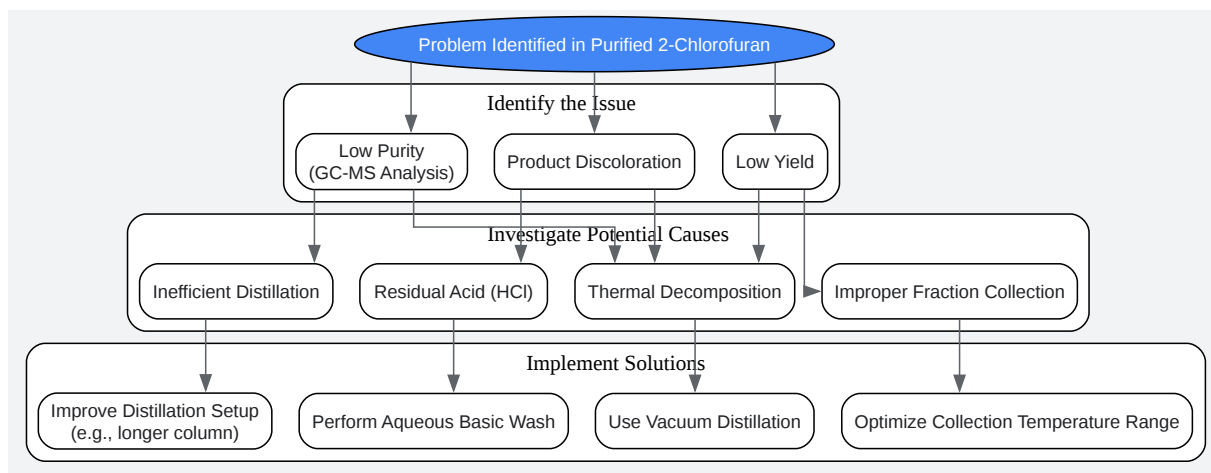 Problem Identified in Purified 2-Chlorofuran
Identify the Issue
Low Purity
(GC-MS Analysis)
Product Discoloration
Low Yield
Investigate Potential Causes
Inefficient Distillation
Residual Acid (HCl)
Thermal Decomposition
Improper Fraction Collection
Implement Solutions
Improve Distillation Setup
(e.g., longer column)
Perform Aqueous Basic Wash
Use Vacuum Distillation
Optimize Collection Temperature Range